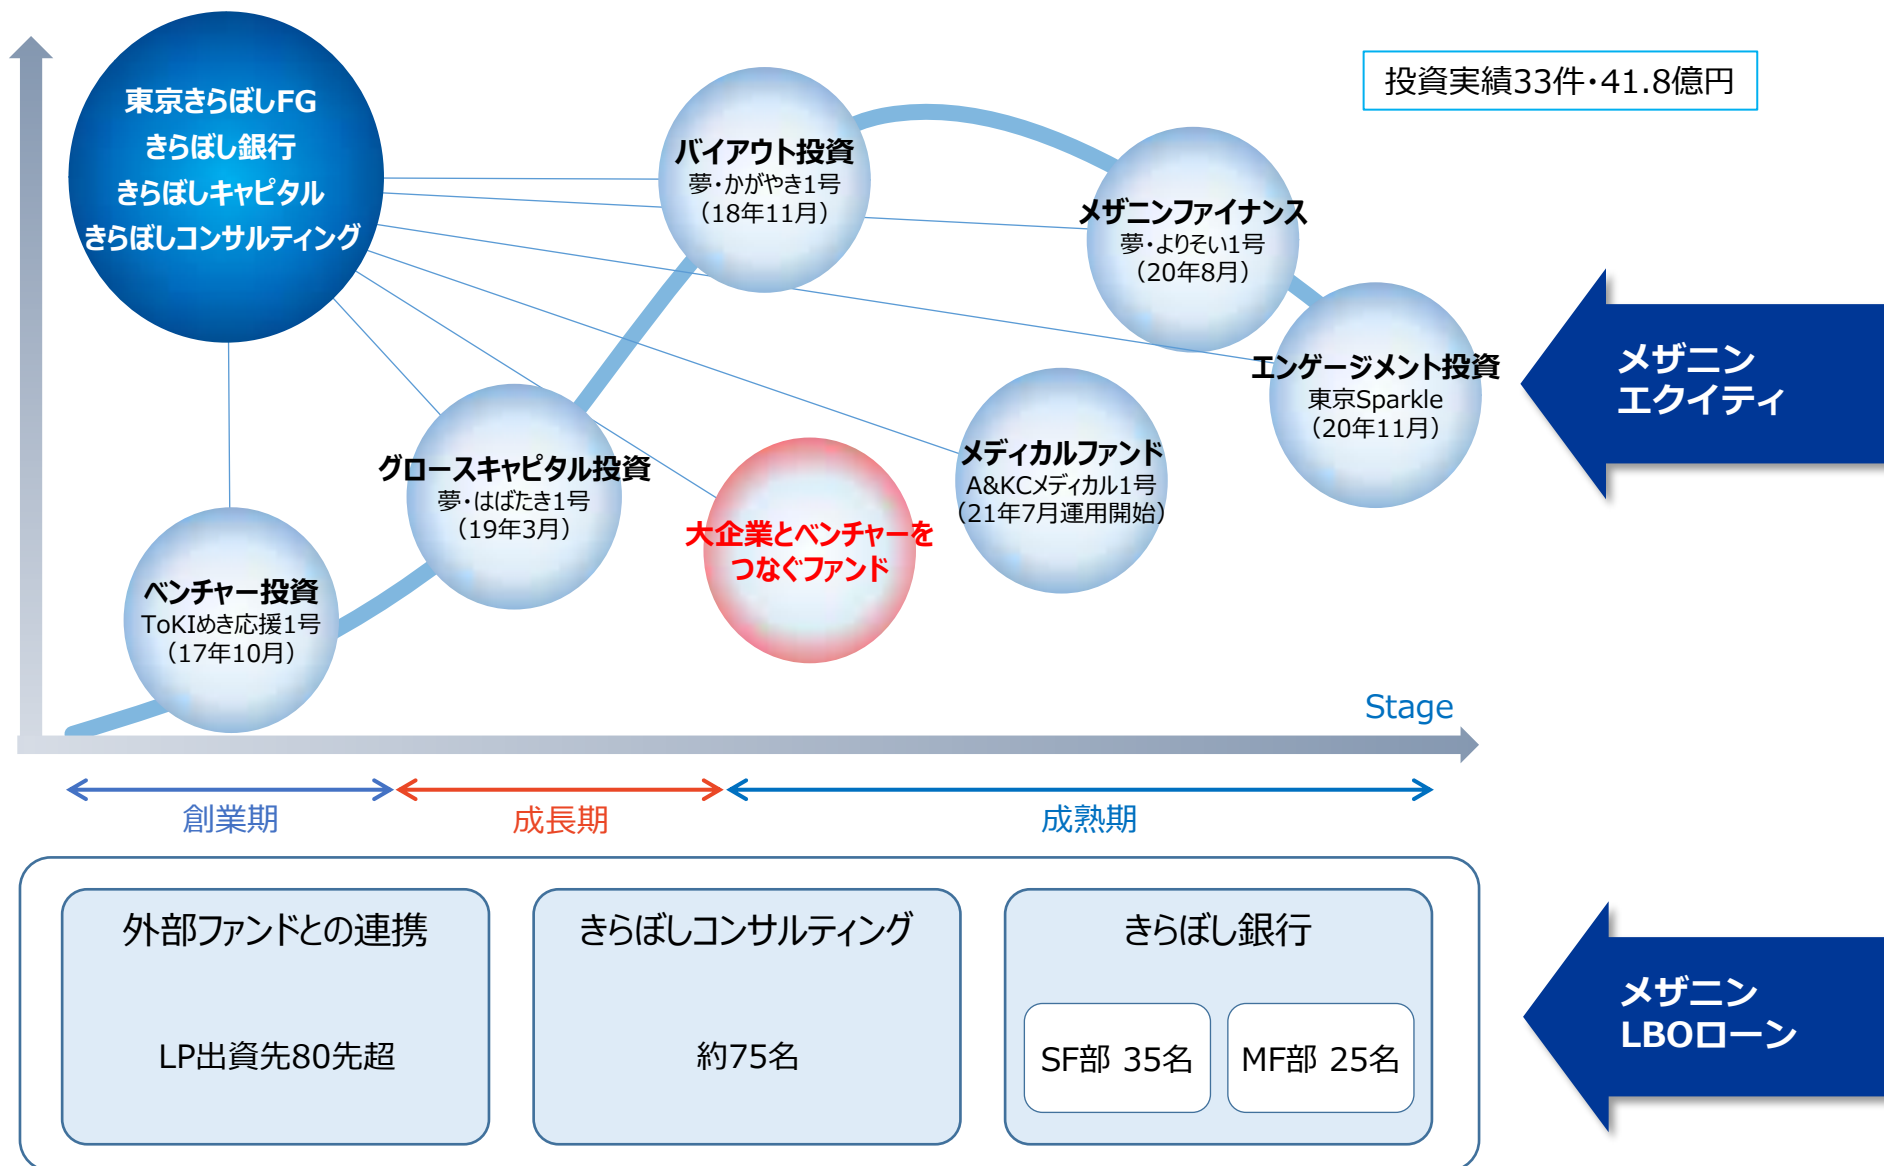 東京きらぼしFG
きらぼし銀行
きらぼしキャピタル
きらぼしコンサルティング
投資実績33件・41.8億円
バイアウト投資
夢・かがやき1号
（18年11月）
メザニンファイナンス
夢・よりそい1号
（20年8月）
エンゲージメント投資
東京Sparkle
（20年11月）
メザニン
エクイティ
グロースキャピタル投資
夢・はばたき1号
（19年3月）
メディカルファンド
A&KCメディカル1号
（21年7月運用開始）
大企業とベンチャーを
つなぐファンド
ベンチャー投資
ToKIめき応援1号
（17年10月）
Stage
創業期
成長期
成熟期
外部ファンドとの連携
LP出資先80先超
きらぼしコンサルティング
約75名
きらぼし銀行
SF部 35名
MF部 25名
メザニン
LBOローン